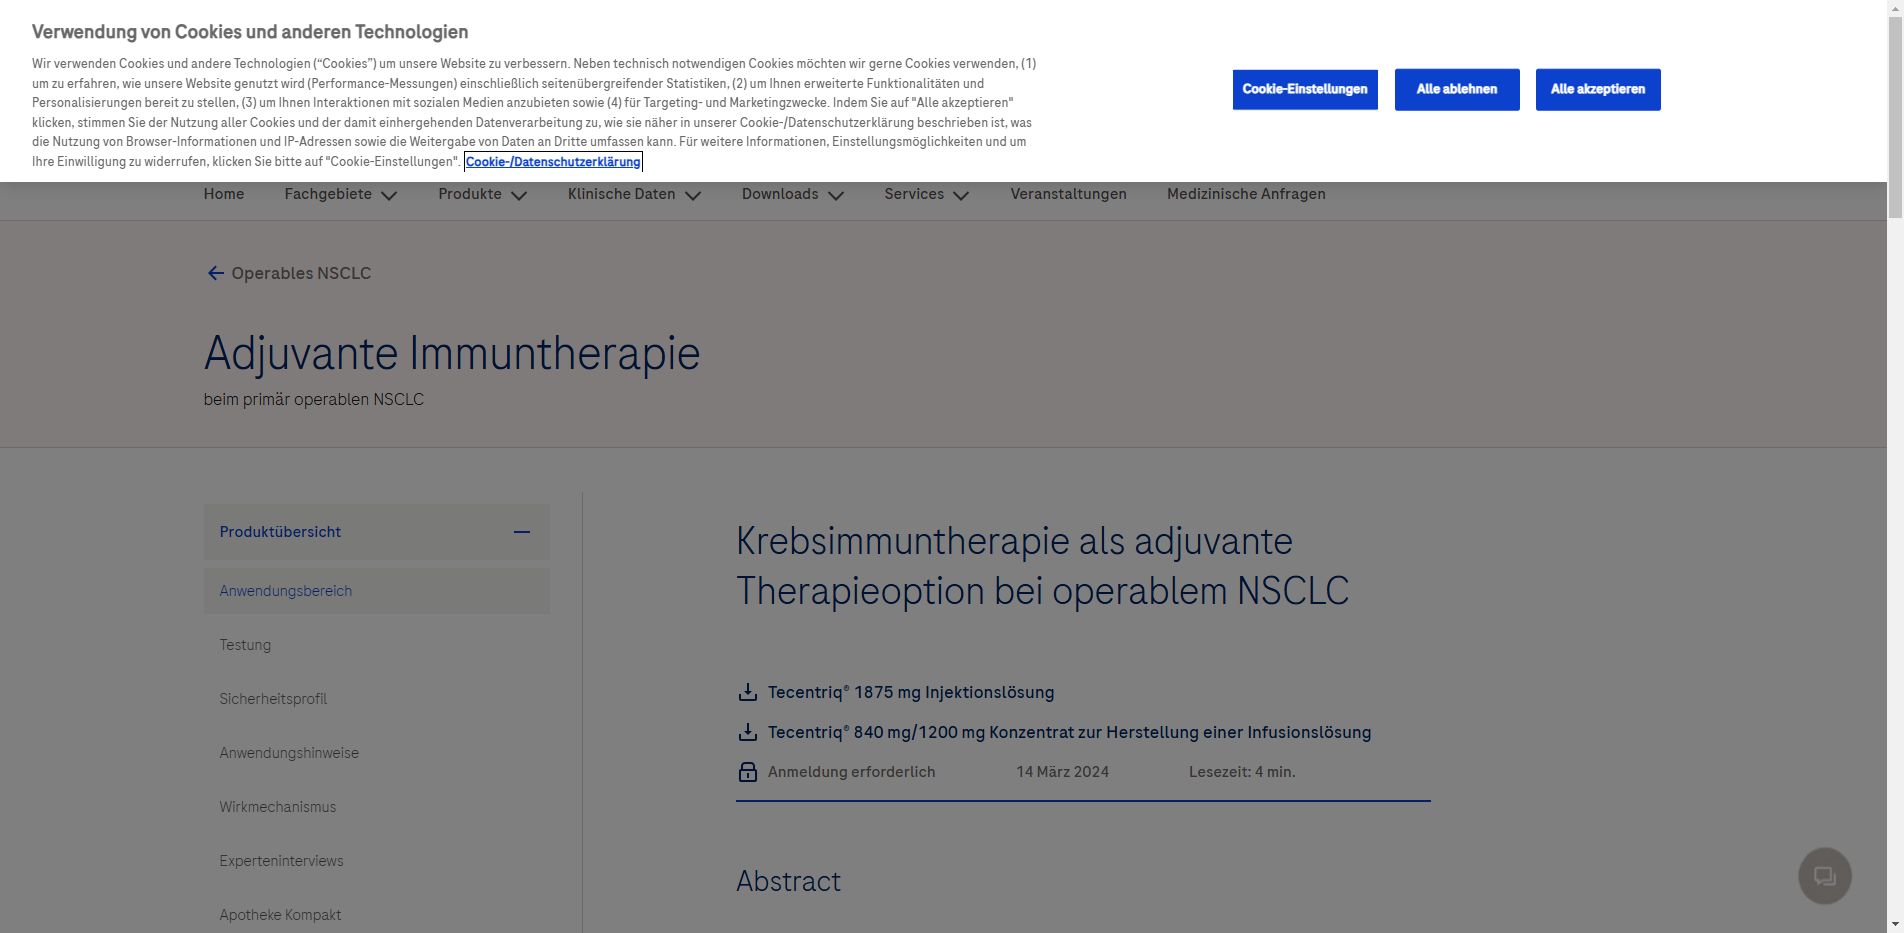 Verwendung von Cookies und anderen Technologien
Wir verwenden Cookies und andere Technologien (“Cookies”) um unsere Website zu verbessern. Neben technisch notwendigen Cookies möchten wir gerne Cookies verwenden, (1)
um zu erfahren, wie unsere Website genutzt wird (Performance-Messungen) einschließlich seitenübergreifender Statistiken, (2) um Ihnen erweiterte Funktionalitäten und
Personalisierungen bereit zu stellen, (3) um Ihnen Interaktionen mit sozialen Medien anzubieten sowie (4) für Targeting- und Marketingzwecke. Indem Sie auf "Alle akzeptieren"
klicken, stimmen Sie der Nutzung aller Cookies und der damit einhergehenden Datenverarbeitung zu, wie sie näher in unserer Cookie-/Datenschutzerklärung beschrieben ist, was
die Nutzung von Browser-Informationen und IP-Adressen sowie die Weitergabe von Daten an Dritte umfassen kann. Für weitere Informationen, Einstellungsmöglichkeiten und um
Ihre Einwilligung zu widerrufen, klicken Sie bitte auf "Cookie-Einstellungen". Cookie-/Datenschutzerklärung
Cookie-Einstellungen Alle ablehnen Alle akzeptieren
Home Fachgebiete Produkte Klinische Daten Downloads Services Veranstaltungen Medizinische Anfragen
Operables NSCLC
Adjuvante Immuntherapie
beim primär operablen NSCLC
Produktübersicht
Anwendungsbereich
Testung
Sicherheitsprofil
Anwendungshinweise
Wirkmechanismus
Experteninterviews
Apotheke Kompakt
Krebsimmuntherapie als adjuvante
Therapieoption bei operablem NSCLC
Tecentriq® 1875 mg Injektionslösung
Tecentriq® 840 mg/1200 mg Konzentrat zur Herstellung einer Infusionslösung
Anmeldung erforderlich 14 März 2024 Lesezeit: 4 min.
Abstract